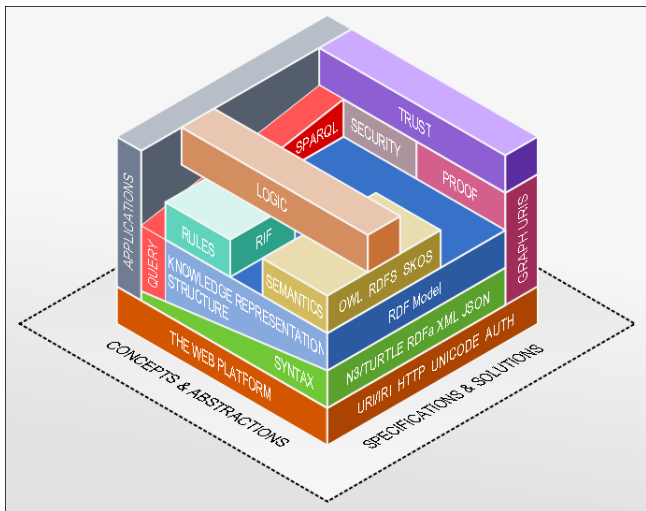 TRUST
SPARQL
SECURITY
PROOF
LOGIC
APPLICATIONS
RULES
RIF
QUERY
GRAPH URIS
SEMANTICS
OWL RDFS SKOS
KNOWLEDGE REPRESENTATION
STRUCTURE
RDF Model
SYNTAX
N3/TURTLE RDFa XML JSON
THE WEB PLATFORM
URI/IRI HTTP UNICODE AUTH
CONCEPTS & ABSTRACTIONS
SPECIFICATIONS & SOLUTIONS